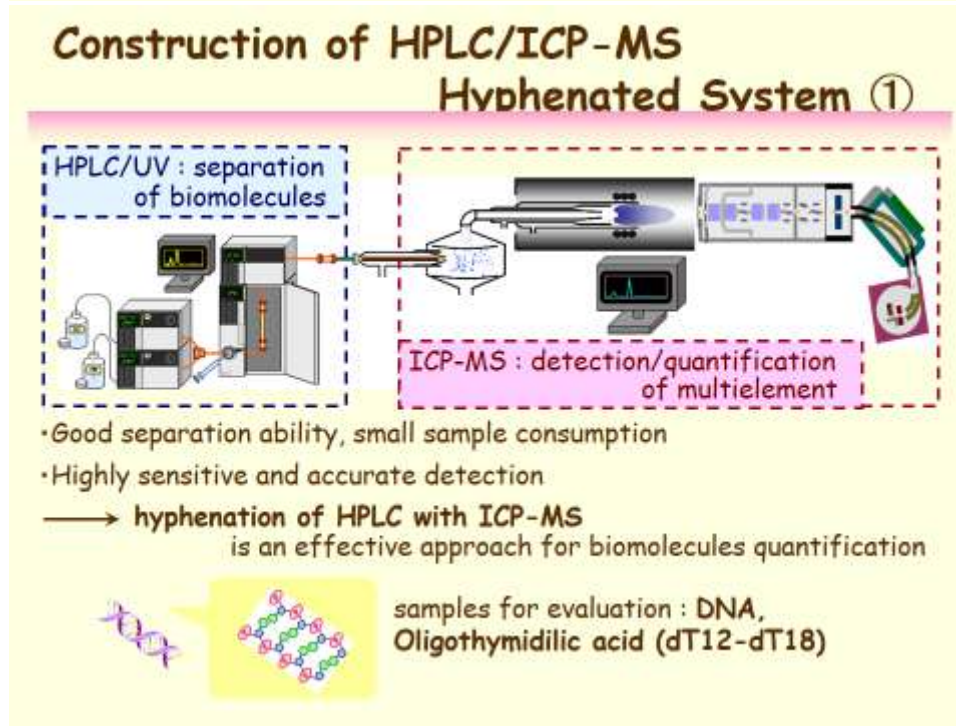 Construction of HPLC/ICP-MS
Hyphenated System ①
HPLC/UV : separation
of biomolecules
ICP-MS : detection/quantification
of multielement
・Good separation ability, small sample consumption
・Highly sensitive and accurate detection
⟶ hyphenation of HPLC with ICP-MS
is an effective approach for biomolecules quantification
samples for evaluation : DNA,
Oligothymidilic acid (dT12-dT18)